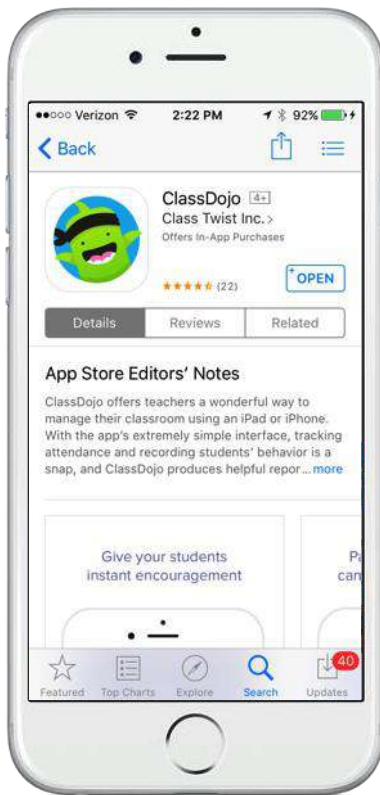 ●●○○○ Verizon 2:22 PM 92%
Back
ClassDojo 4+
Class Twist Inc. >
Offers In-App Purchases
★★★★★ (22)
+ OPEN
Details Reviews Related
App Store Editors' Notes
ClassDojo offers teachers a wonderful way to
manage their classroom using an iPad or iPhone.
With the app's extremely simple interface, tracking
attendance and recording students' behavior is a
snap, and ClassDojo produces helpful repor... more
Give your students
instant encouragement
can
Featured Top Charts Explore Search Updates
40